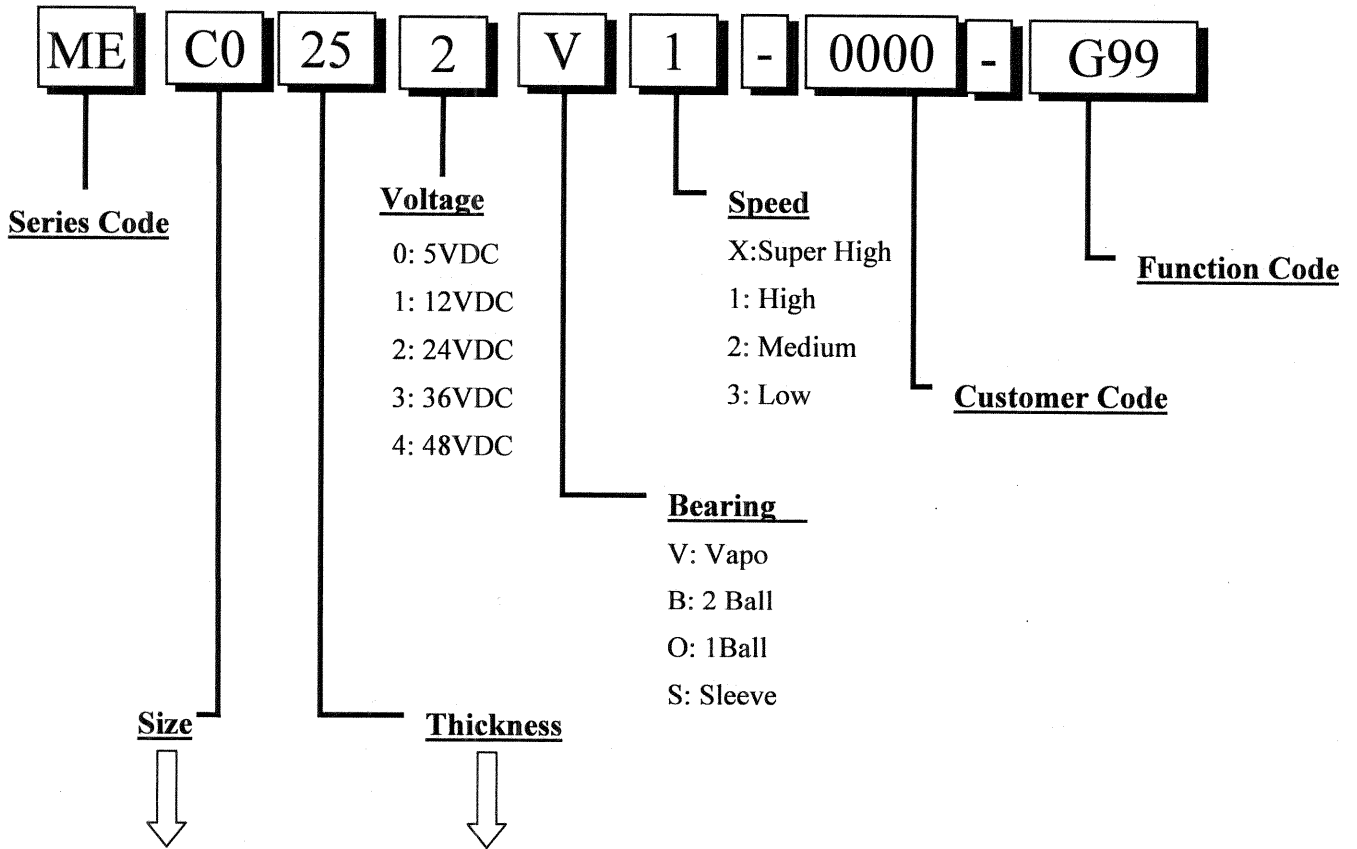 ME C0 25 2 V 1 - 0000 - G99
Series Code
Voltage
0: 5VDC
1: 12VDC
2: 24VDC
3: 36VDC
4: 48VDC
Speed
X:Super High
1: High
2: Medium
3: Low
Function Code
Customer Code
Bearing
V: Vapo
B: 2 Ball
O: 1Ball
S: Sleeve
Size
Thickness